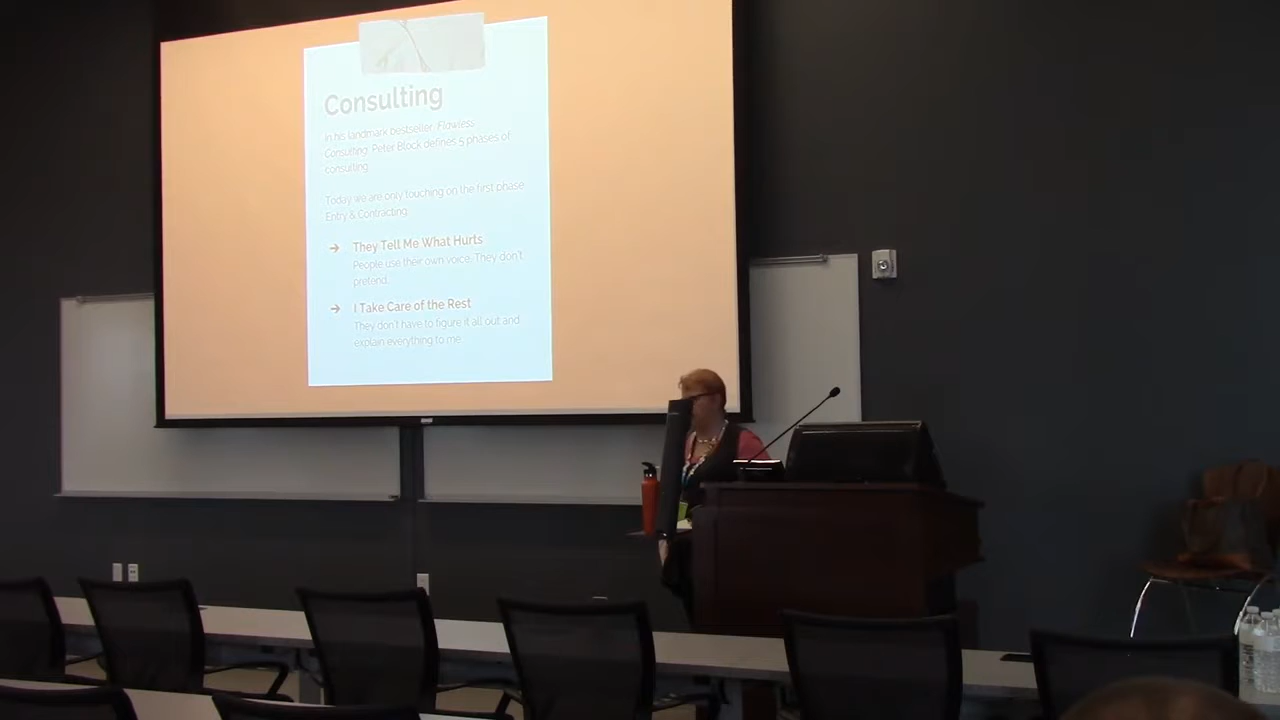 Consulting
In his landmark bestseller 'Flawless
Consulting' Peter Block defines 5 phases of
consulting.
Today we are only touching on the first phase:
Entry & Contracting.
→ They Tell Me What Hurts
People use their own voice. They don't
pretend.
→ I Take Care of the Rest
They don't have to figure it all out and
explain everything to me.